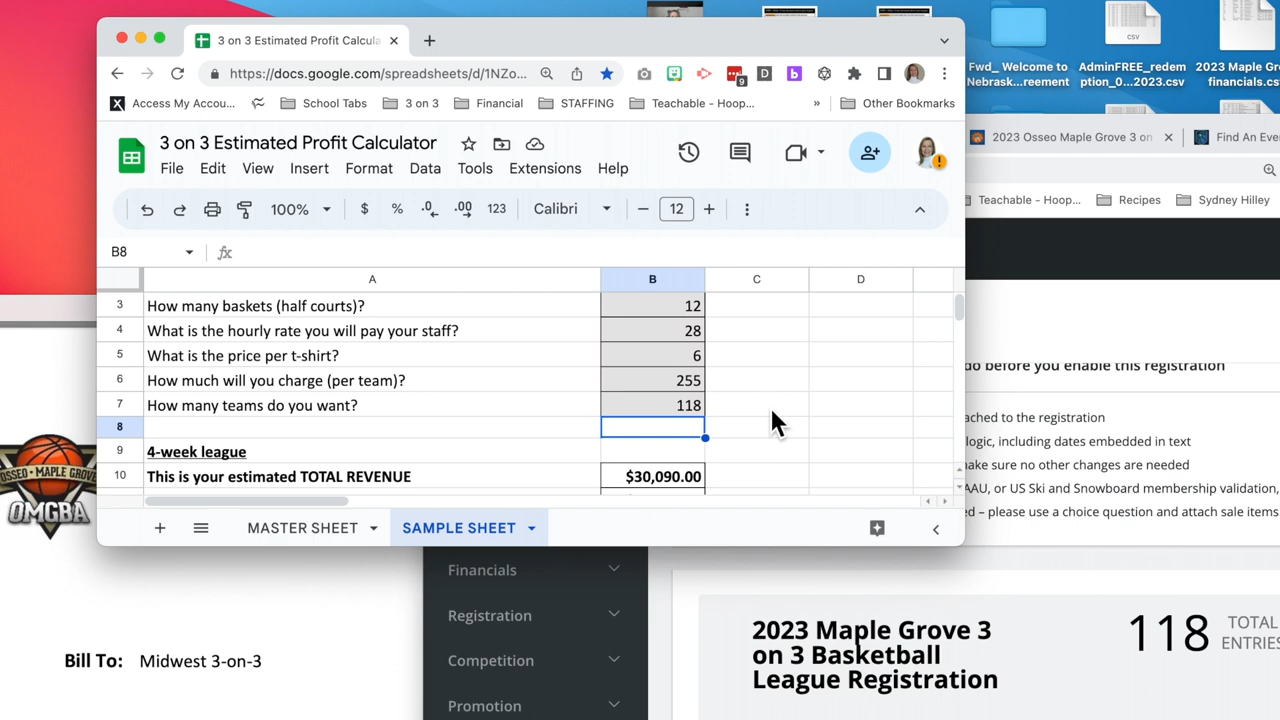 3 on 3 Estimated Profit Calcula
https://docs.google.com/spreadsheets/d/1NZo...
9
Access My Accou...
School Tabs
3 on 3
Financial
STAFFING
Teachable - Hoop...
»
Other Bookmarks
3 on 3 Estimated Profit Calculator
File Edit View Insert Format Data Tools Extensions Help
100% $ % .0 .00 123 Calibri 12
B8 fx
A B C D
3 How many baskets (half courts)? 12
4 What is the hourly rate you will pay your staff? 28
5 What is the price per t-shirt? 6
6 How much will you charge (per team)? 255
7 How many teams do you want? 118
8
9 4-week league
10 This is your estimated TOTAL REVENUE $30,090.00
MASTER SHEET SAMPLE SHEET
csv
Fwd_ Welcome to
Nebrask...reement
AdminFREE_redem
ption_0...2023.csv
2023 Maple Gr
financials.cs
2023 Osseo Maple Grove 3 on
Find An Eve
Teachable - Hoop...
Recipes
Sydney Hilley
do before you enable this registration
ached to the registration
logic, including dates embedded in text
ake sure no other changes are needed
AAU, or US Ski and Snowboard membership validation,
ed – please use a choice question and attach sale items
OSSEO - MAPLE GROVE
OMGBA
Bill To: Midwest 3-on-3
Financials
Registration
Competition
Promotion
2023 Maple Grove 3
on 3 Basketball
League Registration
118 TOTAL
ENTRIES